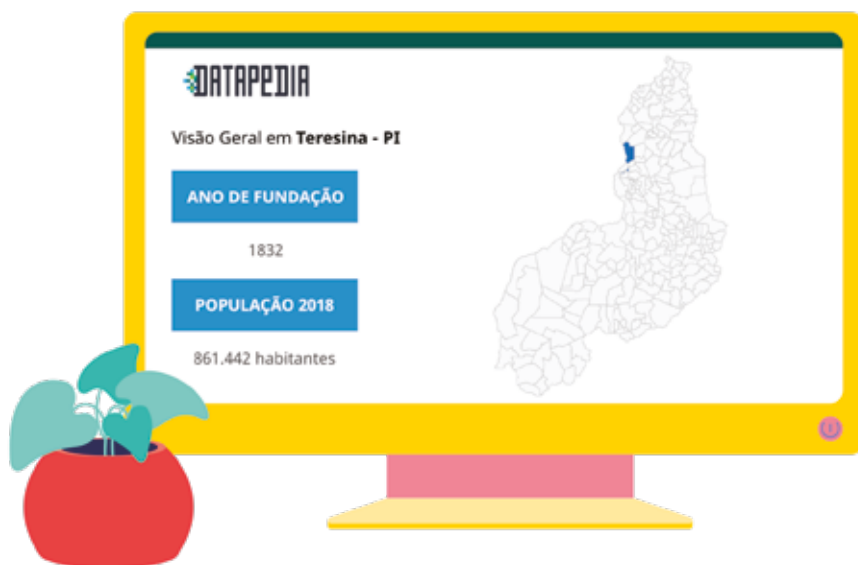 DATAPEDIA
Visão Geral em Teresina - PI
ANO DE FUNDAÇÃO
1832
POPULAÇÃO 2018
861.442 habitantes